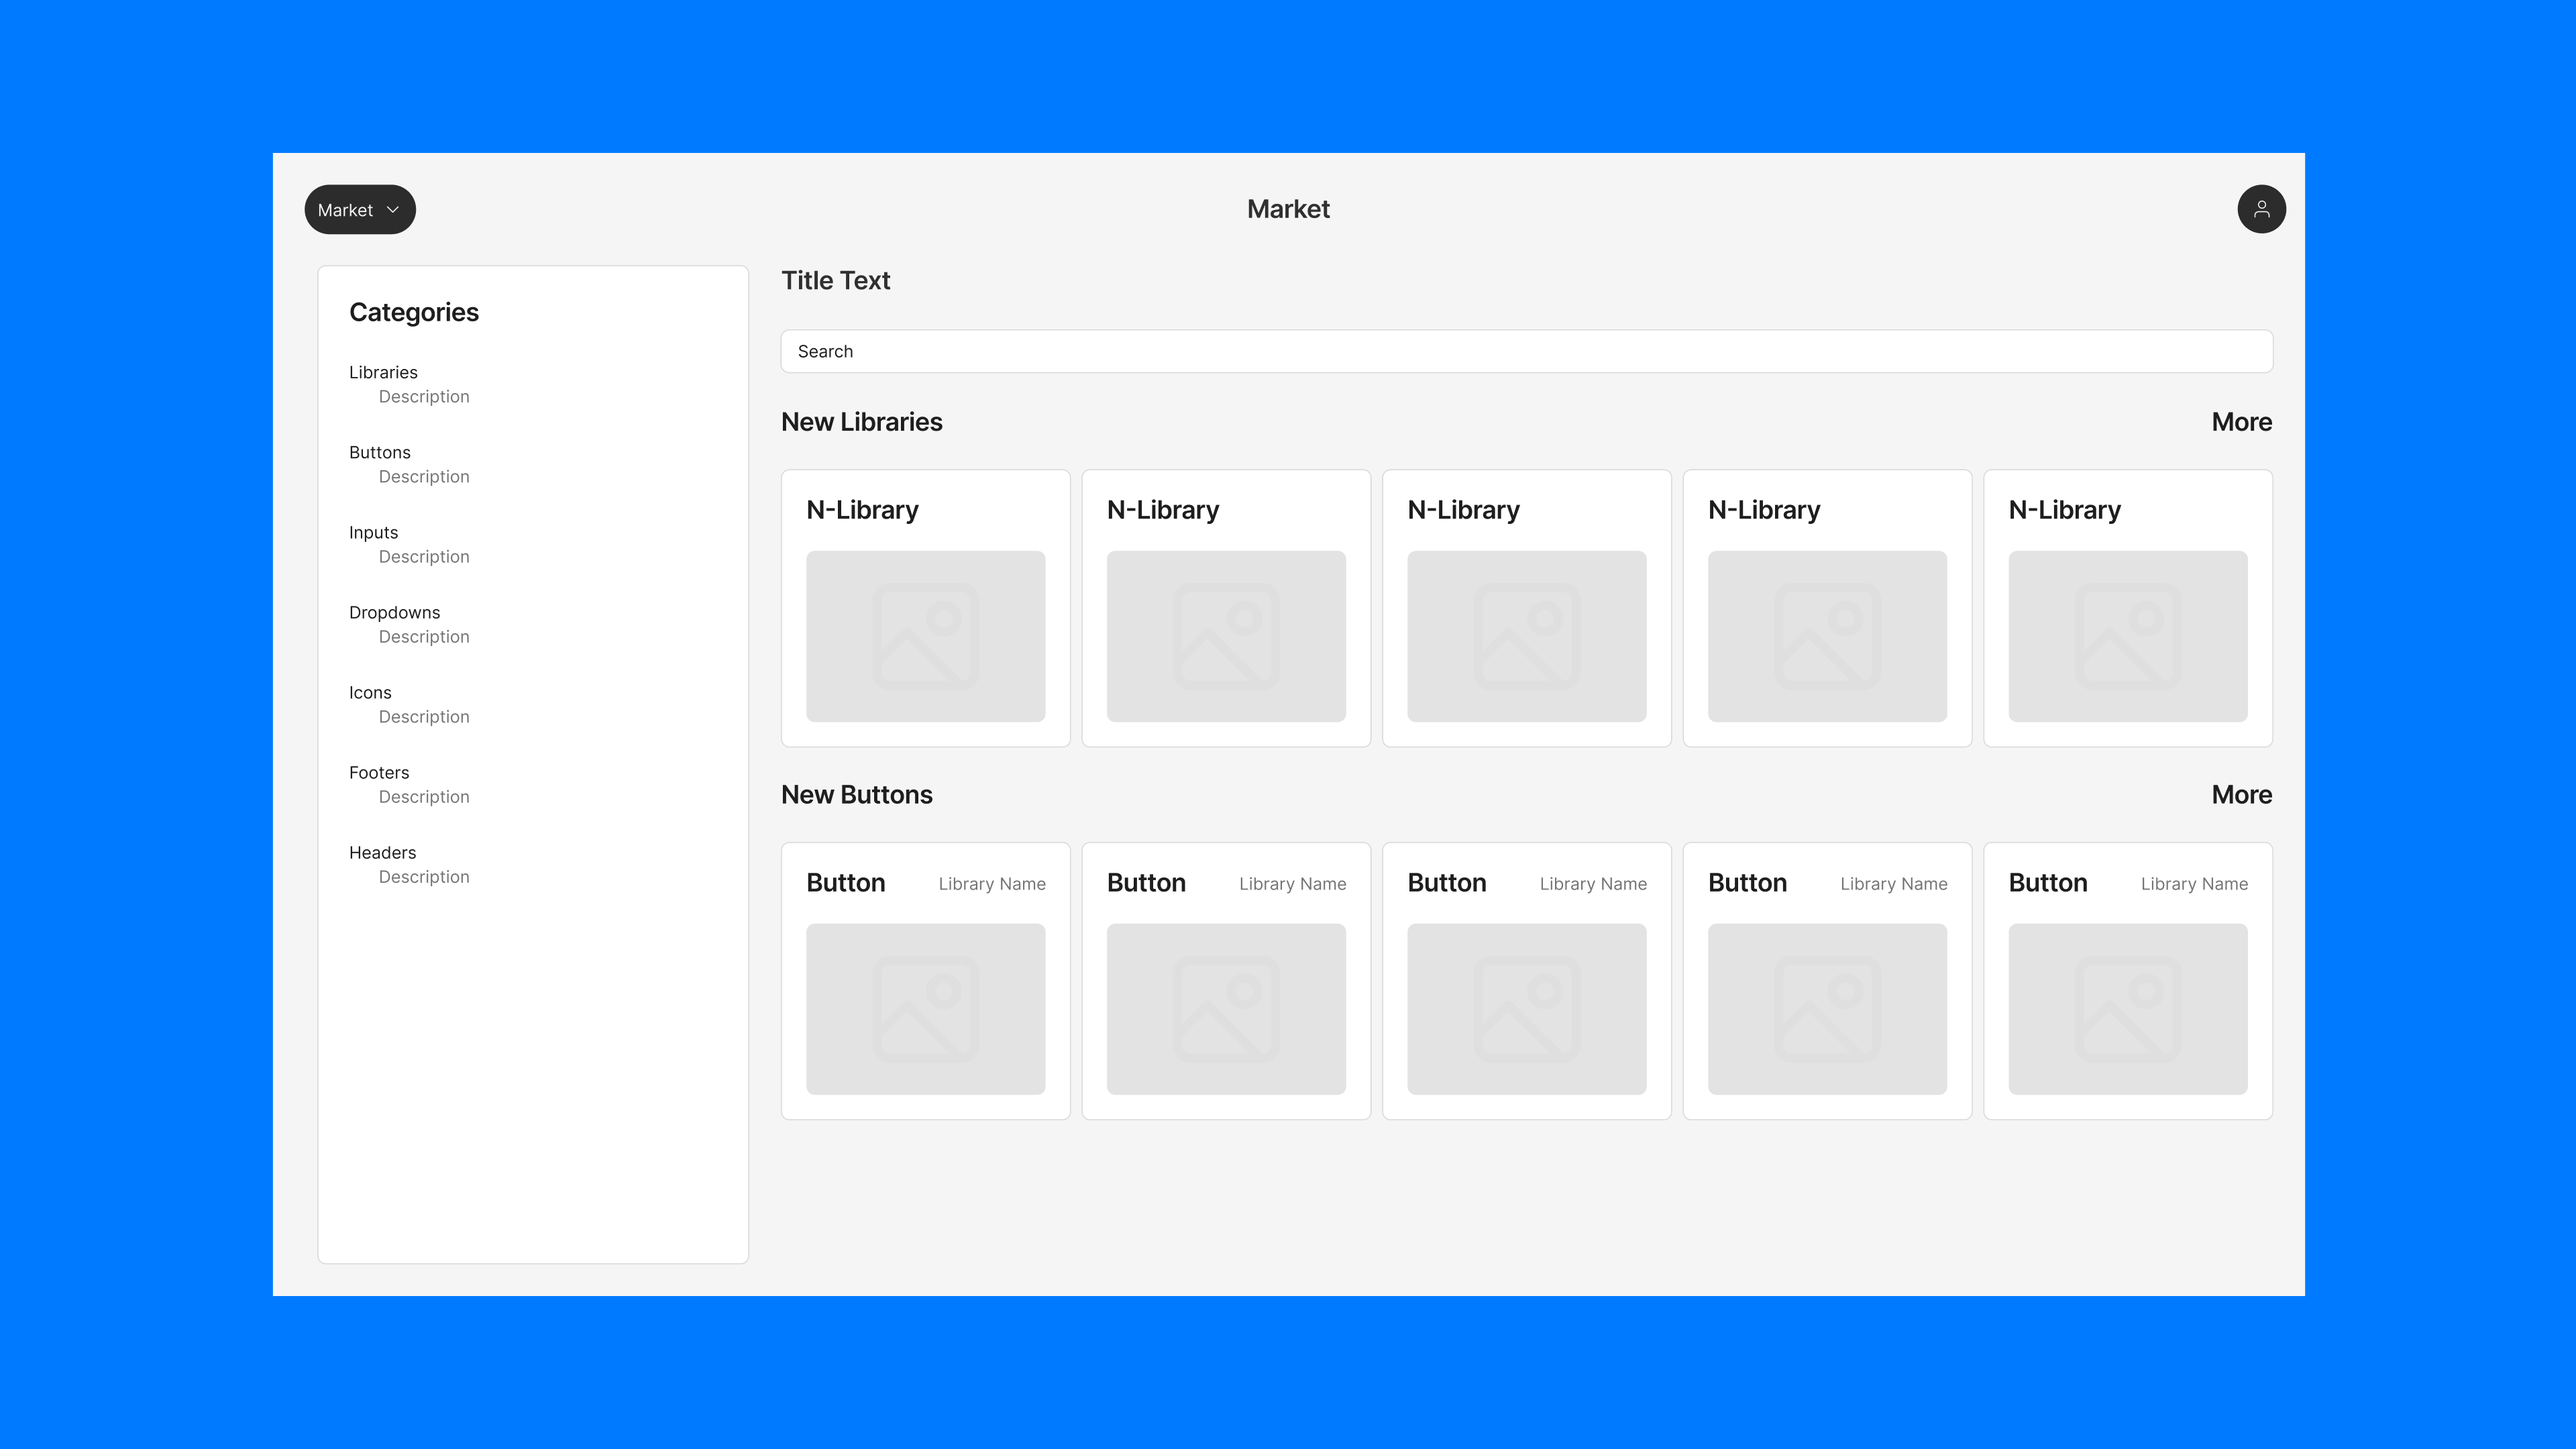 Market
Market
Categories
Libraries
Description
Buttons
Description
Inputs
Description
Dropdowns
Description
Icons
Description
Footers
Description
Headers
Description
Title Text
Search
New Libraries More
N-Library N-Library N-Library N-Library N-Library
New Buttons More
Button Library Name Button Library Name Button Library Name Button Library Name Button Library Name